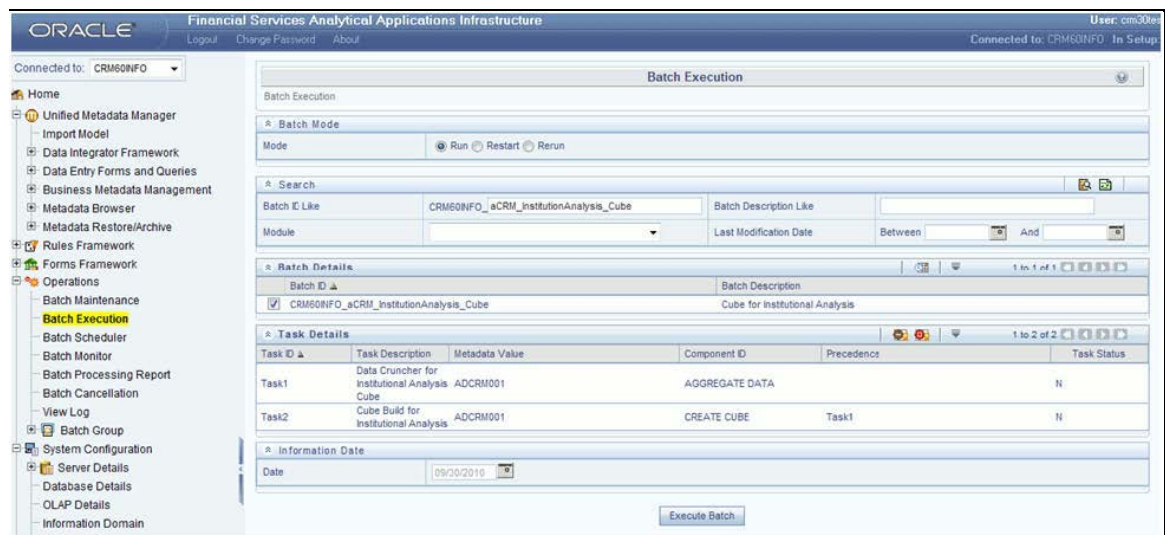 ORACLE
Financial Services Analytical Applications Infrastructure
User: crm30tes
Logout Change Password About
Connected to: CRM60INFO In Setup:
Connected to: CRM60INFO
Home
Unified Metadata Manager
Import Model
Data Integrator Framework
Data Entry Forms and Queries
Business Metadata Management
Metadata Browser
Metadata Restore/Archive
Rules Framework
Forms Framework
Operations
Batch Maintenance
Batch Execution
Batch Scheduler
Batch Monitor
Batch Processing Report
Batch Cancellation
View Log
Batch Group
System Configuration
Server Details
Database Details
OLAP Details
Information Domain
Batch Execution
Batch Execution
Batch Mode
Mode Run Restart Rerun
Search
Batch ID Like CRM60INFO_ aCRM_InstitutionAnalysis_Cube Batch Description Like
Module Last Modification Date Between And
Batch Details 1 to 1 of 1
Batch ID Batch Description
CRM60INFO_aCRM_InstitutionAnalysis_Cube Cube for Institutional Analysis
Task Details 1 to 2 of 2
Task ID Task Description Metadata Value Component ID Precedence Task Status
Data Cruncher for
Task1 Institutional Analysis ADCRM001 AGGREGATE DATA N
Cube
Cube Build for
Task2 Institutional Analysis ADCRM001 CREATE CUBE Task1 N
Information Date
Date 09/30/2010
Execute Batch